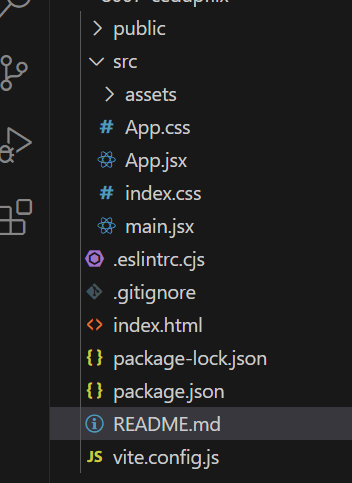 public
src
assets
# App.css
App.jsx
# index.css
main.jsx
.eslintrc.cjs
.gitignore
<> index.html
{} package-lock.json
{} package.json
README.md
JS vite.config.js